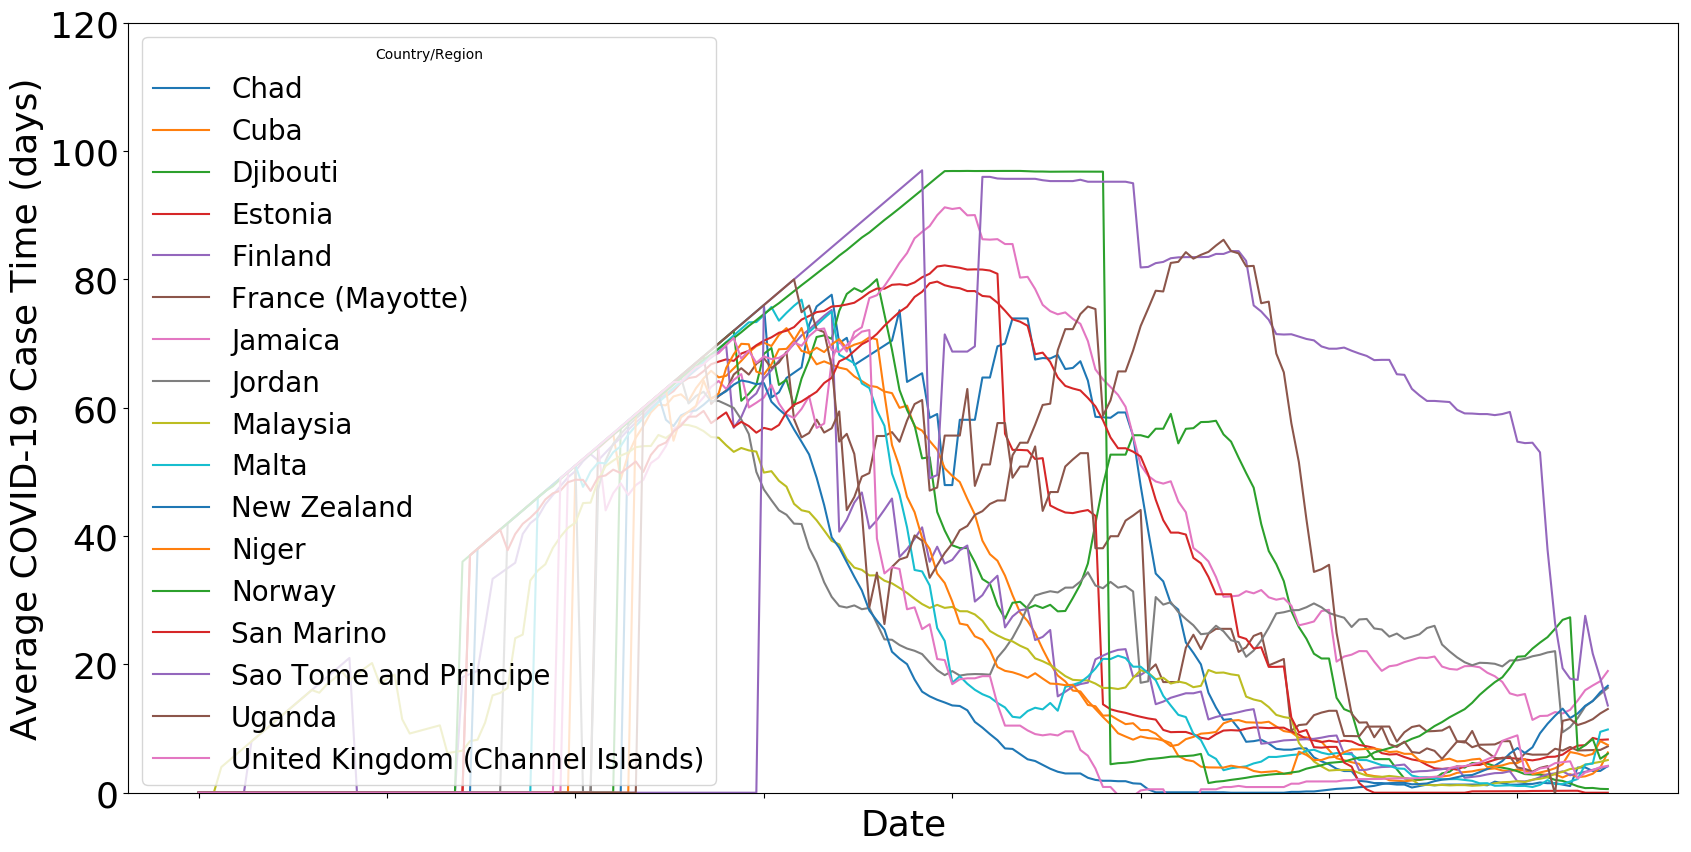 120
100
80
60
40
20
0
Average COVID-19 Case Time (days)
Country/Region
Chad
Cuba
Djibouti
Estonia
Finland
France (Mayotte)
Jamaica
Jordan
Malaysia
Malta
New Zealand
Niger
Norway
San Marino
Sao Tome and Principe
Uganda
United Kingdom (Channel Islands)
Date